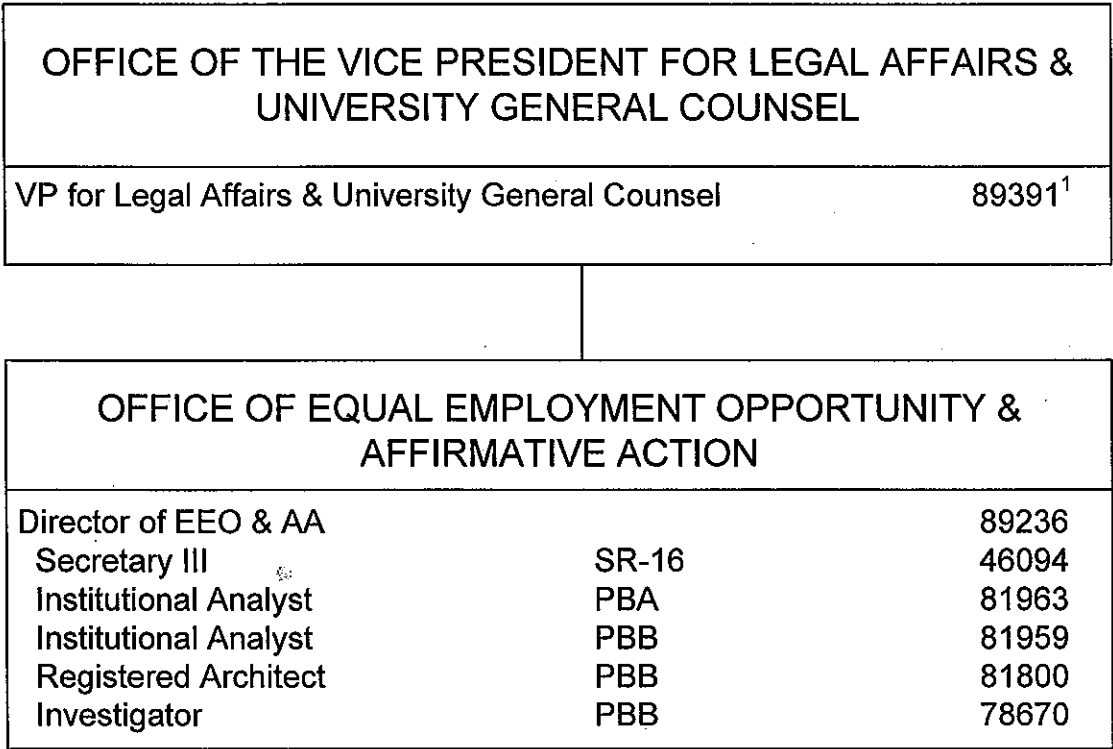 OFFICE OF THE VICE PRESIDENT FOR LEGAL AFFAIRS &
UNIVERSITY GENERAL COUNSEL
VP for Legal Affairs & University General Counsel 89391¹
OFFICE OF EQUAL EMPLOYMENT OPPORTUNITY &
AFFIRMATIVE ACTION
Director of EEO & AA 89236
Secretary III SR-16 46094
Institutional Analyst PBA 81963
Institutional Analyst PBB 81959
Registered Architect PBB 81800
Investigator PBB 78670